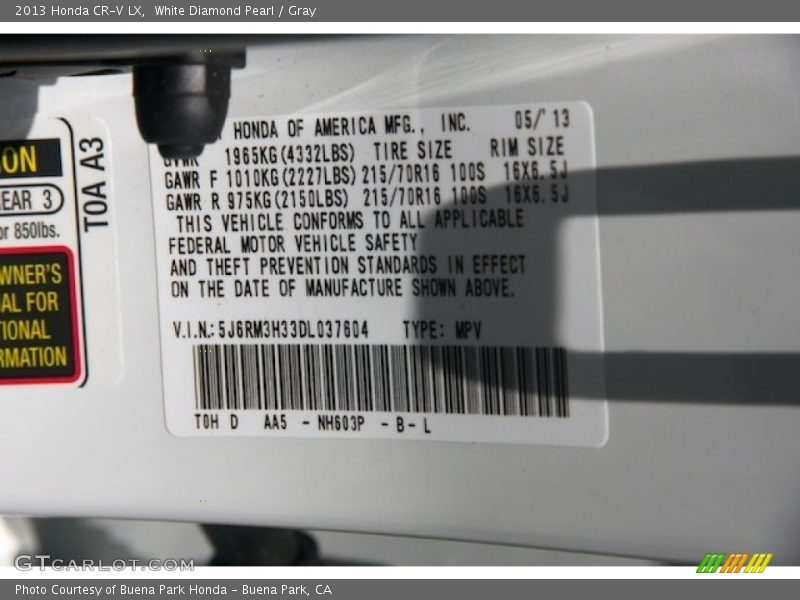 2013 Honda CR-V LX,  White Diamond Pearl / Gray
HONDA OF AMERICA MFG., INC. 05/'13
GVWR 1965KG(4332LBS) TIRE SIZE RIM SIZE
GAWR F 1010KG(2227LBS) 215/70R16 100S 16X6.5J
GAWR R 975KG(2150LBS) 215/70R16 100S 16X6.5J
THIS VEHICLE CONFORMS TO ALL APPLICABLE
FEDERAL MOTOR VEHICLE SAFETY
AND THEFT PREVENTION STANDARDS IN EFFECT
ON THE DATE OF MANUFACTURE SHOWN ABOVE.
V.I.N.: 5J6RM3H33DL037604 TYPE: MPV
T0H D AA5 - NH603P - B- L
ON
EAR 3
or 850lbs.
WNER'S
AL FOR
TIONAL
RMATION
T0A A3
GTCARLOT.COM
Photo Courtesy of Buena Park Honda - Buena Park, CA